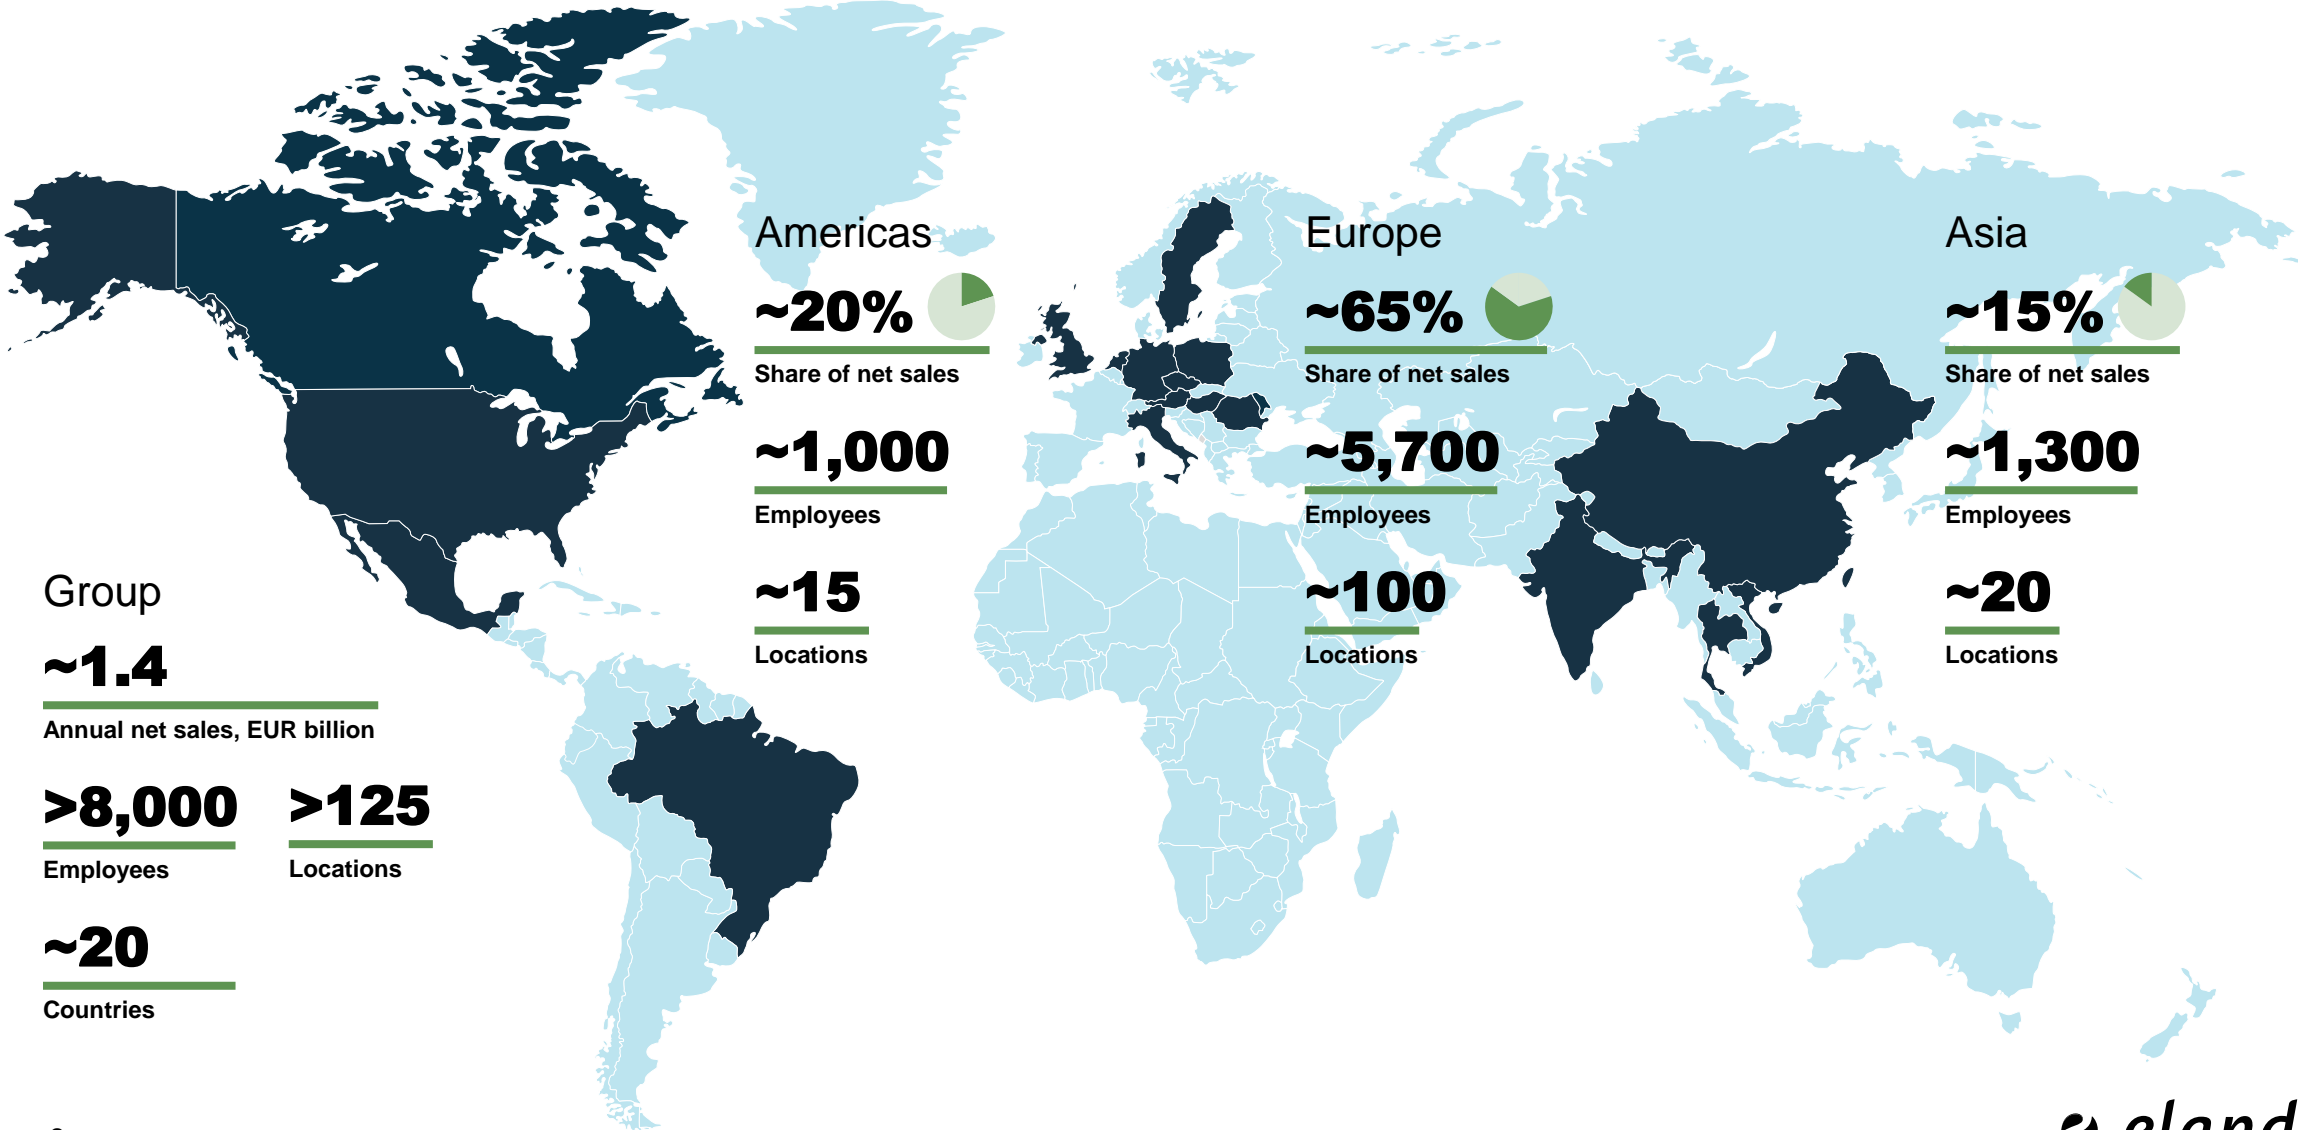 Americas
~20%
Share of net sales
~1,000
Employees
~15
Locations
Europe
~65%
Share of net sales
~5,700
Employees
~100
Locations
Asia
~15%
Share of net sales
~1,300
Employees
~20
Locations
Group
~1.4
Annual net sales, EUR billion
>8,000 >125
Employees Locations
~20
Countries